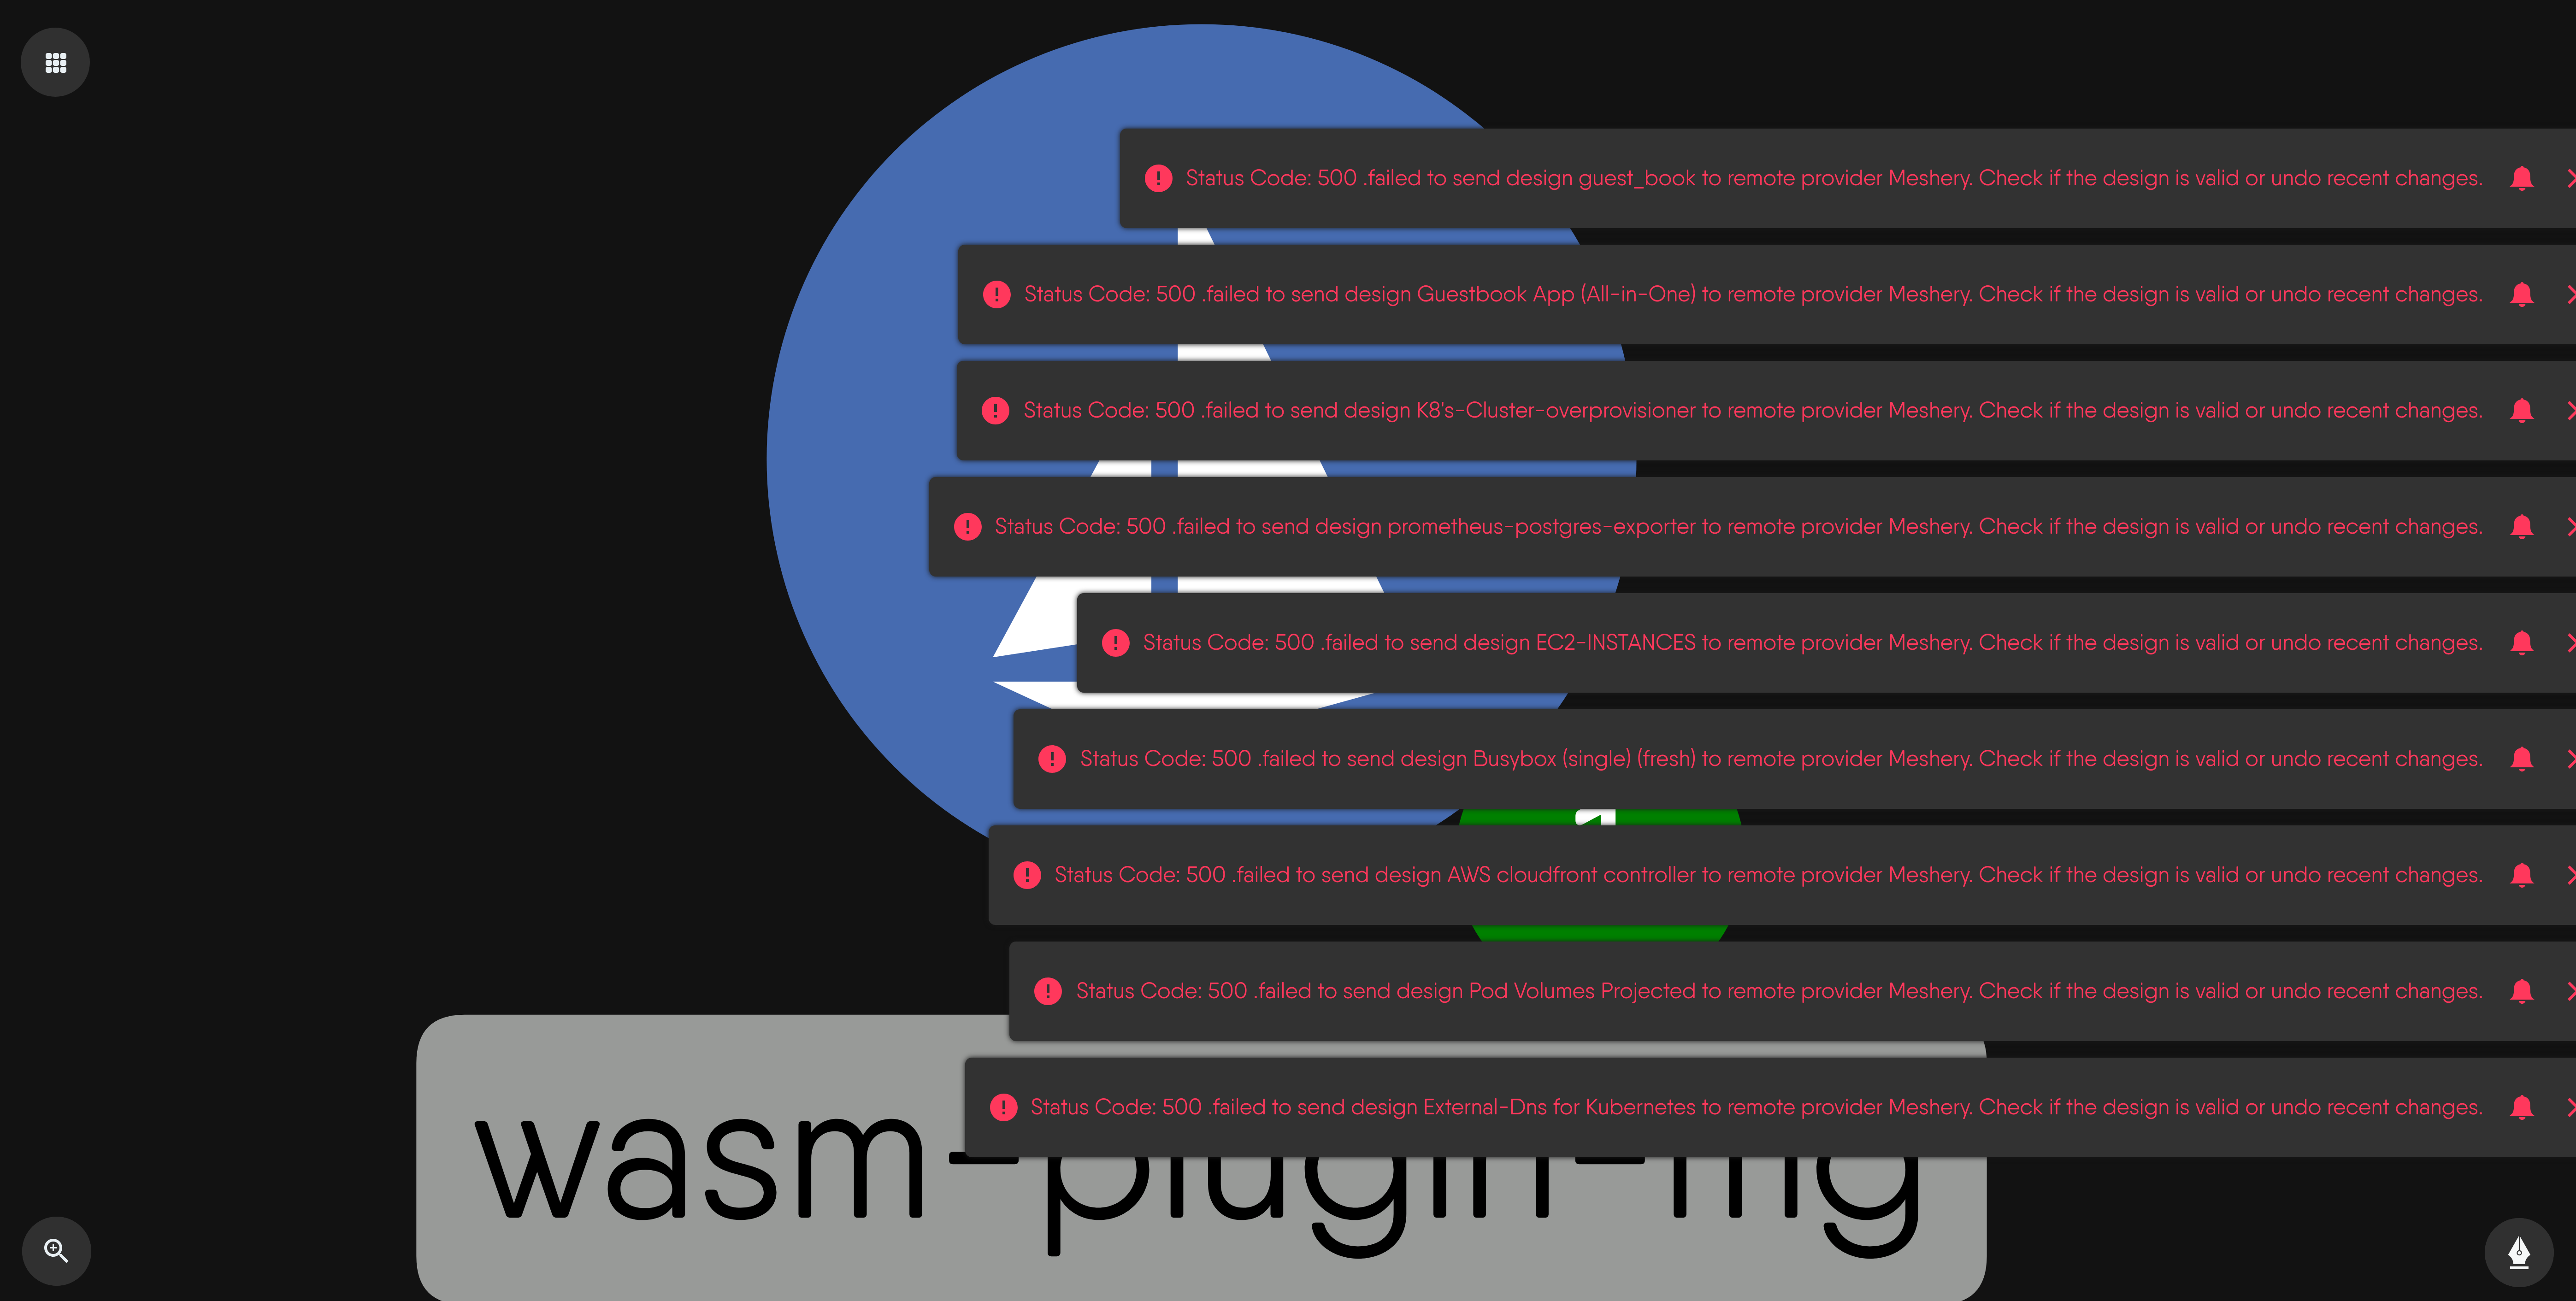 Status Code: 500 .failed to send design guest_book to remote provider Meshery. Check if the design is valid or undo recent changes.
Status Code: 500 .failed to send design Guestbook App (All-in-One) to remote provider Meshery. Check if the design is valid or undo recent changes.
Status Code: 500 .failed to send design K8's-Cluster-overprovisioner to remote provider Meshery. Check if the design is valid or undo recent changes.
Status Code: 500 .failed to send design prometheus-postgres-exporter to remote provider Meshery. Check if the design is valid or undo recent changes.
Status Code: 500 .failed to send design EC2-INSTANCES to remote provider Meshery. Check if the design is valid or undo recent changes.
Status Code: 500 .failed to send design Busybox (single) (fresh) to remote provider Meshery. Check if the design is valid or undo recent changes.
Status Code: 500 .failed to send design AWS cloudfront controller to remote provider Meshery. Check if the design is valid or undo recent changes.
Status Code: 500 .failed to send design Pod Volumes Projected to remote provider Meshery. Check if the design is valid or undo recent changes.
Status Code: 500 .failed to send design External-Dns for Kubernetes to remote provider Meshery. Check if the design is valid or undo recent changes.
wasm-plugin-